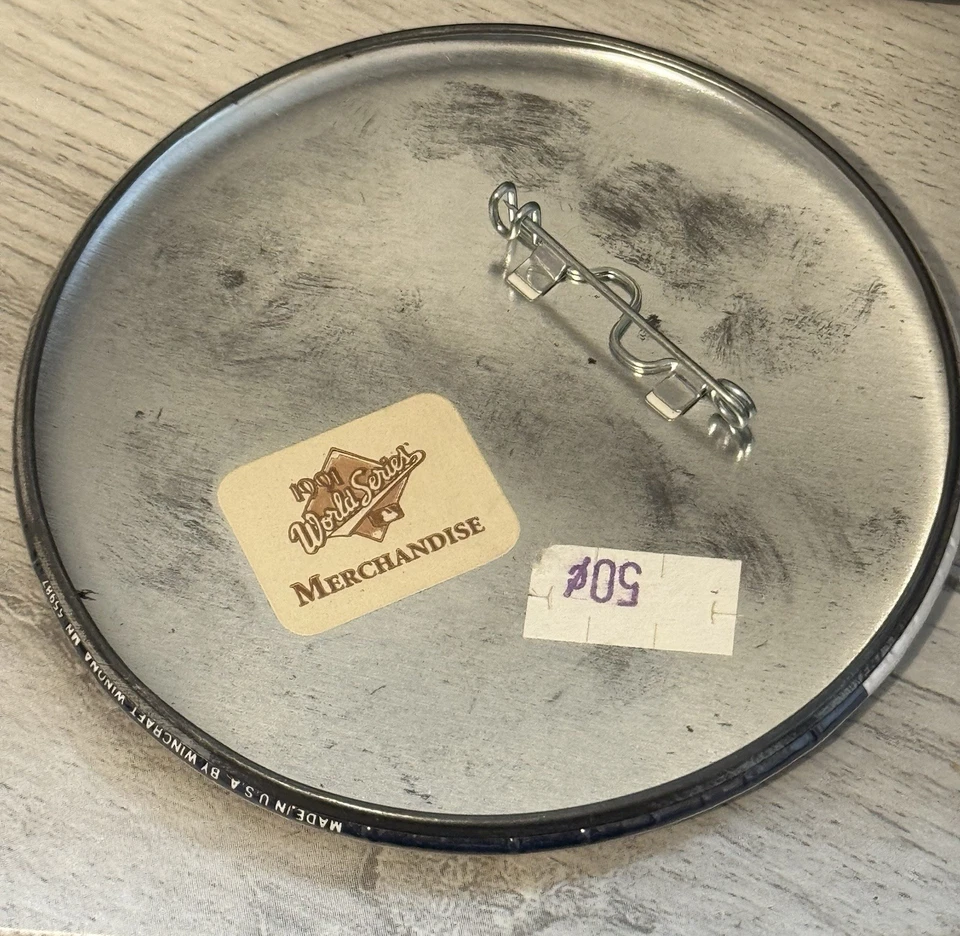 1991
World Series
MERCHANDISE
50¢
MADE IN U.S.A. BY WINCRAFT WINONA MN 55987